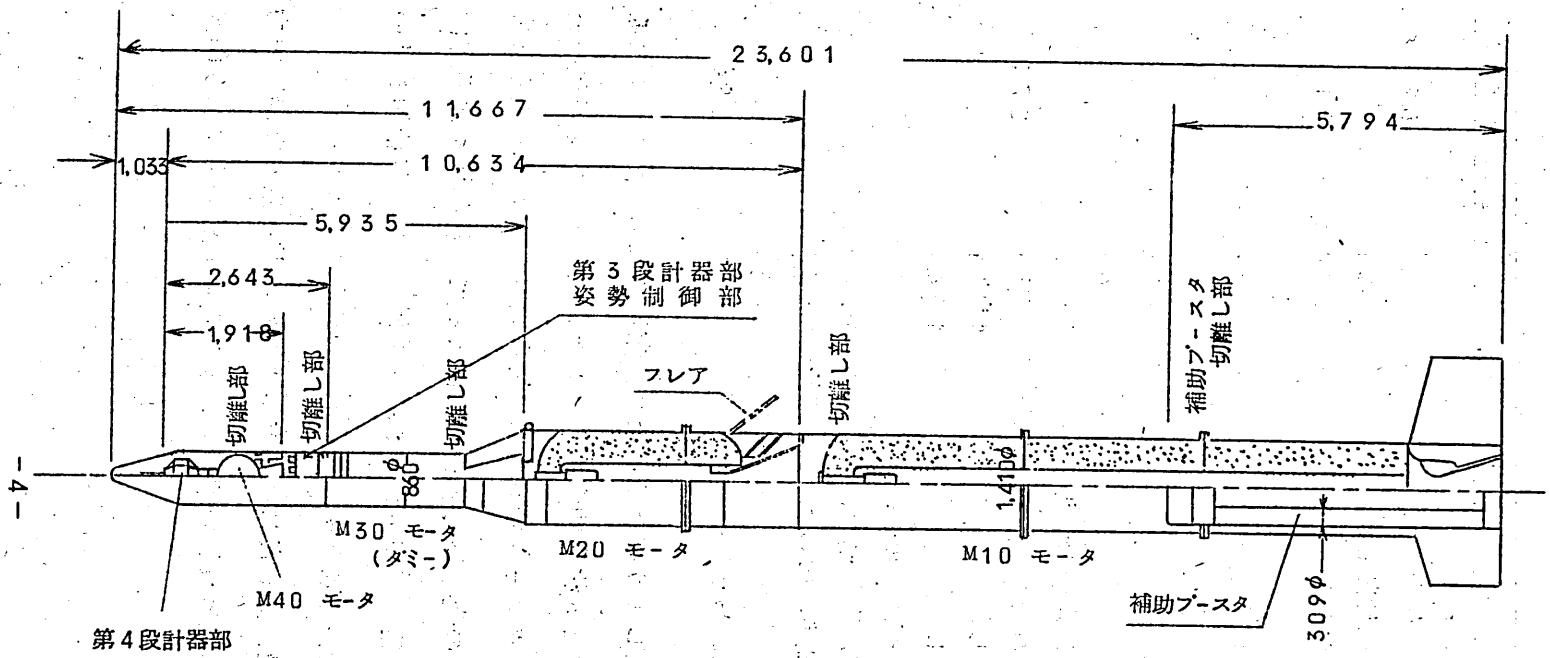 23,601
11,667
5,794
1,033
10,634
5,935
2,643
第3段計器部
姿勢制御部
1,918
切離し部
切離し部
切離し部
フレア
切離し部
補助ブースタ
切離し部
860φ
1,410φ
M30 モータ
(ダミー)
M20 モータ
M10 モータ
M40 モータ
補助ブースタ
309φ
第4段計器部
-4-